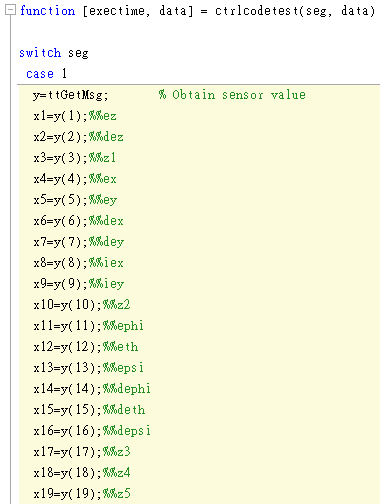 function [exectime, data] = ctrlcodetest(seg, data)
switch seg
case 1
y=ttGetMsg; % Obtain sensor value
x1=y(1);%%ez
x2=y(2);%%dez
x3=y(3);%%z1
x4=y(4);%%ex
x5=y(5);%%ey
x6=y(6);%%dex
x7=y(7);%%dey
x8=y(8);%%iex
x9=y(9);%%iey
x10=y(10);%%z2
x11=y(11);%%ephi
x12=y(12);%%eth
x13=y(13);%%epsi
x14=y(14);%%dephi
x15=y(15);%%deth
x16=y(16);%%depsi
x17=y(17);%%z3
x18=y(18);%%z4
x19=y(19);%%z5